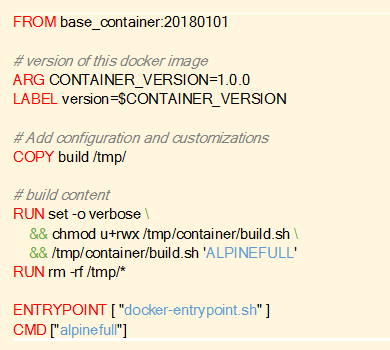 FROM base_container:20180101
# version of this docker image
ARG CONTAINER_VERSION=1.0.0
LABEL version=$CONTAINER_VERSION
# Add configuration and customizations
COPY build /tmp/
# build content
RUN set -o verbose \
&& chmod u+rwx /tmp/container/build.sh \
&& /tmp/container/build.sh 'ALPINEFULL'
RUN rm -rf /tmp/*
ENTRYPOINT [ "docker-entrypoint.sh" ]
CMD ["alpinefull"]